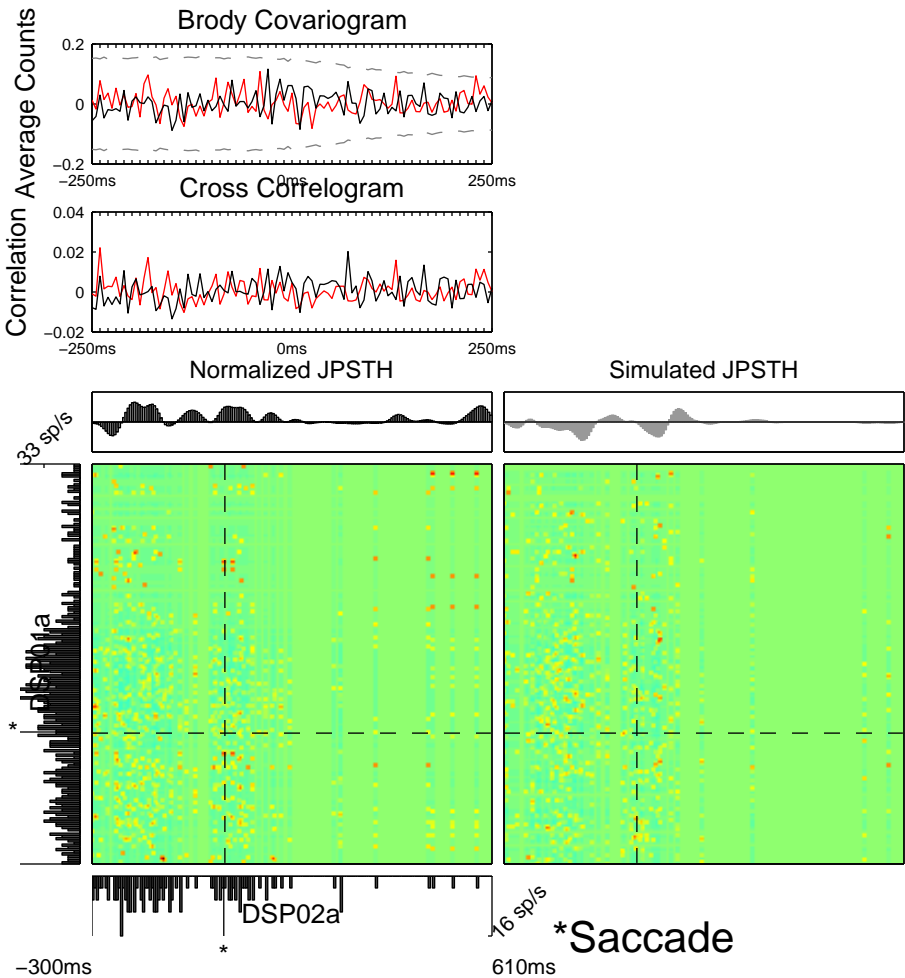 Brody Covariogram
Average Counts
0.2
0
−0.2
−250ms
0ms
250ms
Cross Correlogram
Correlation
0.04
0.02
0
−0.02
−250ms
0ms
250ms
Normalized JPSTH
Simulated JPSTH
33 sp/s
DSP01a
*
DSP02a
*
16 sp/s
*Saccade
−300ms
610ms